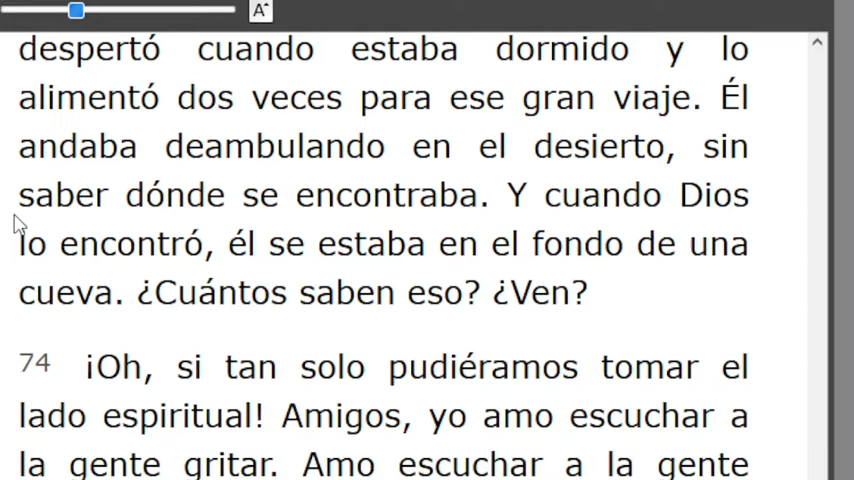 A
despertó cuando estaba dormido y lo
alimentó dos veces para ese gran viaje. Él
andaba deambulando en el desierto, sin
saber dónde se encontraba. Y cuando Dios
lo encontró, él se estaba en el fondo de una
cueva. ¿Cuántos saben eso? ¿Ven?
74 ¡Oh, si tan solo pudiéramos tomar el
lado espiritual! Amigos, yo amo escuchar a
la gente gritar. Amo escuchar a la gente